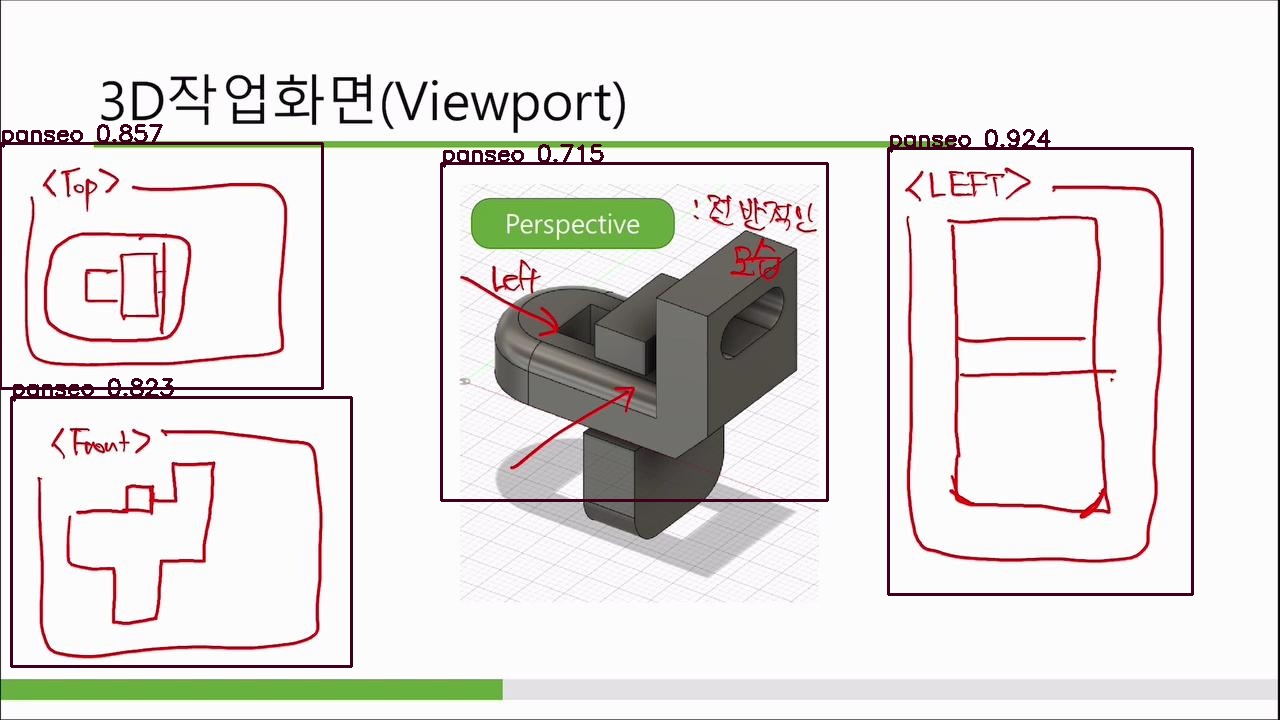 3D작업화면(Viewport)
panseo 0.857
panseo 0.715
panseo 0.924
<Top>
<LEFT>
Perspective
: 전반적인
모습
Left
panseo 0.823
<Front>